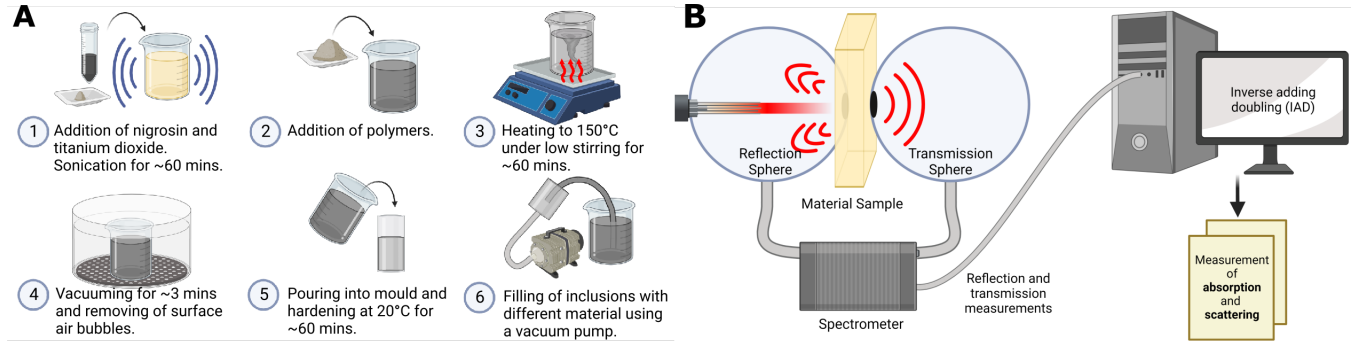 A
1 Addition of nigrosin and
titanium dioxide.
Sonication for ~60 mins.
2 Addition of polymers.
3 Heating to 150°C
under low stirring for
~60 mins.
4 Vacuuming for ~3 mins
and removing of surface
air bubbles.
5 Pouring into mould and
hardening at 20°C for
~60 mins.
6 Filling of inclusions with
different material using
a vacuum pump.
B
Reflection
Sphere
Transmission
Sphere
Material Sample
Spectrometer
Reflection and
transmission
measurements
Inverse adding
doubling (IAD)
Measurement
of
absorption
and
scattering